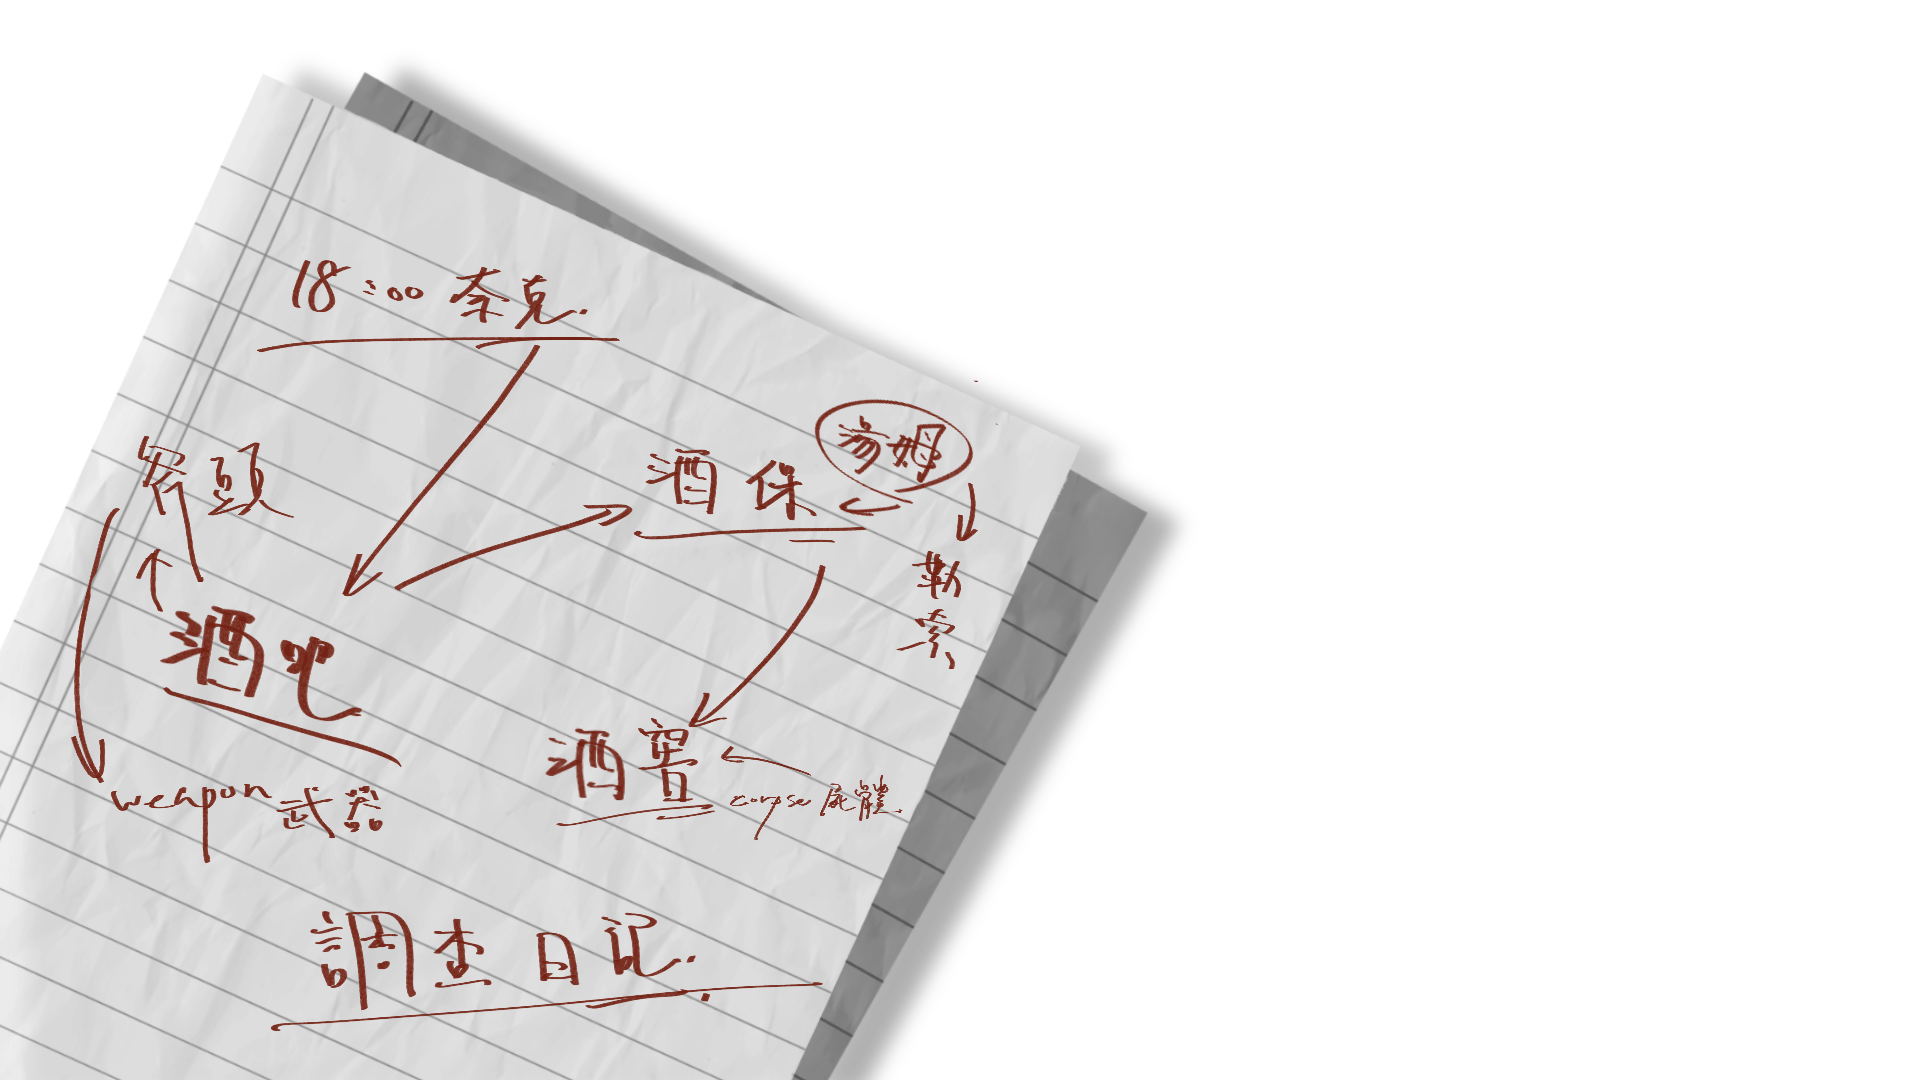 18:00 奈克.
湯姆
酒保
勒索
罐頭
酒吧
酒窖
weapon 武器
corpse 屍體
調查日記.